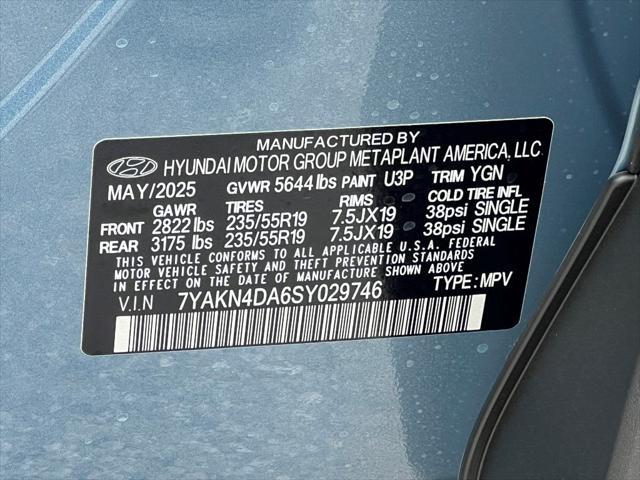 MANUFACTURED BY
HYUNDAI MOTOR GROUP METAPLANT AMERICA, LLC
MAY/2025 GVWR 5644 lbs PAINT U3P TRIM YGN
GAWR TIRES RIMS COLD TIRE INFL
FRONT 2822 lbs 235/55R19 7.5JX19 38psi SINGLE
REAR 3175 lbs 235/55R19 7.5JX19 38psi SINGLE
THIS VEHICLE CONFORMS TO ALL APPLICABLE U.S.A. FEDERAL
MOTOR VEHICLE SAFETY AND THEFT PREVENTION STANDARDS
IN EFFECT ON THE DATE OF MANUFACTURE SHOWN ABOVE.
V.I.N 7YAKN4DA6SY029746 TYPE : MPV